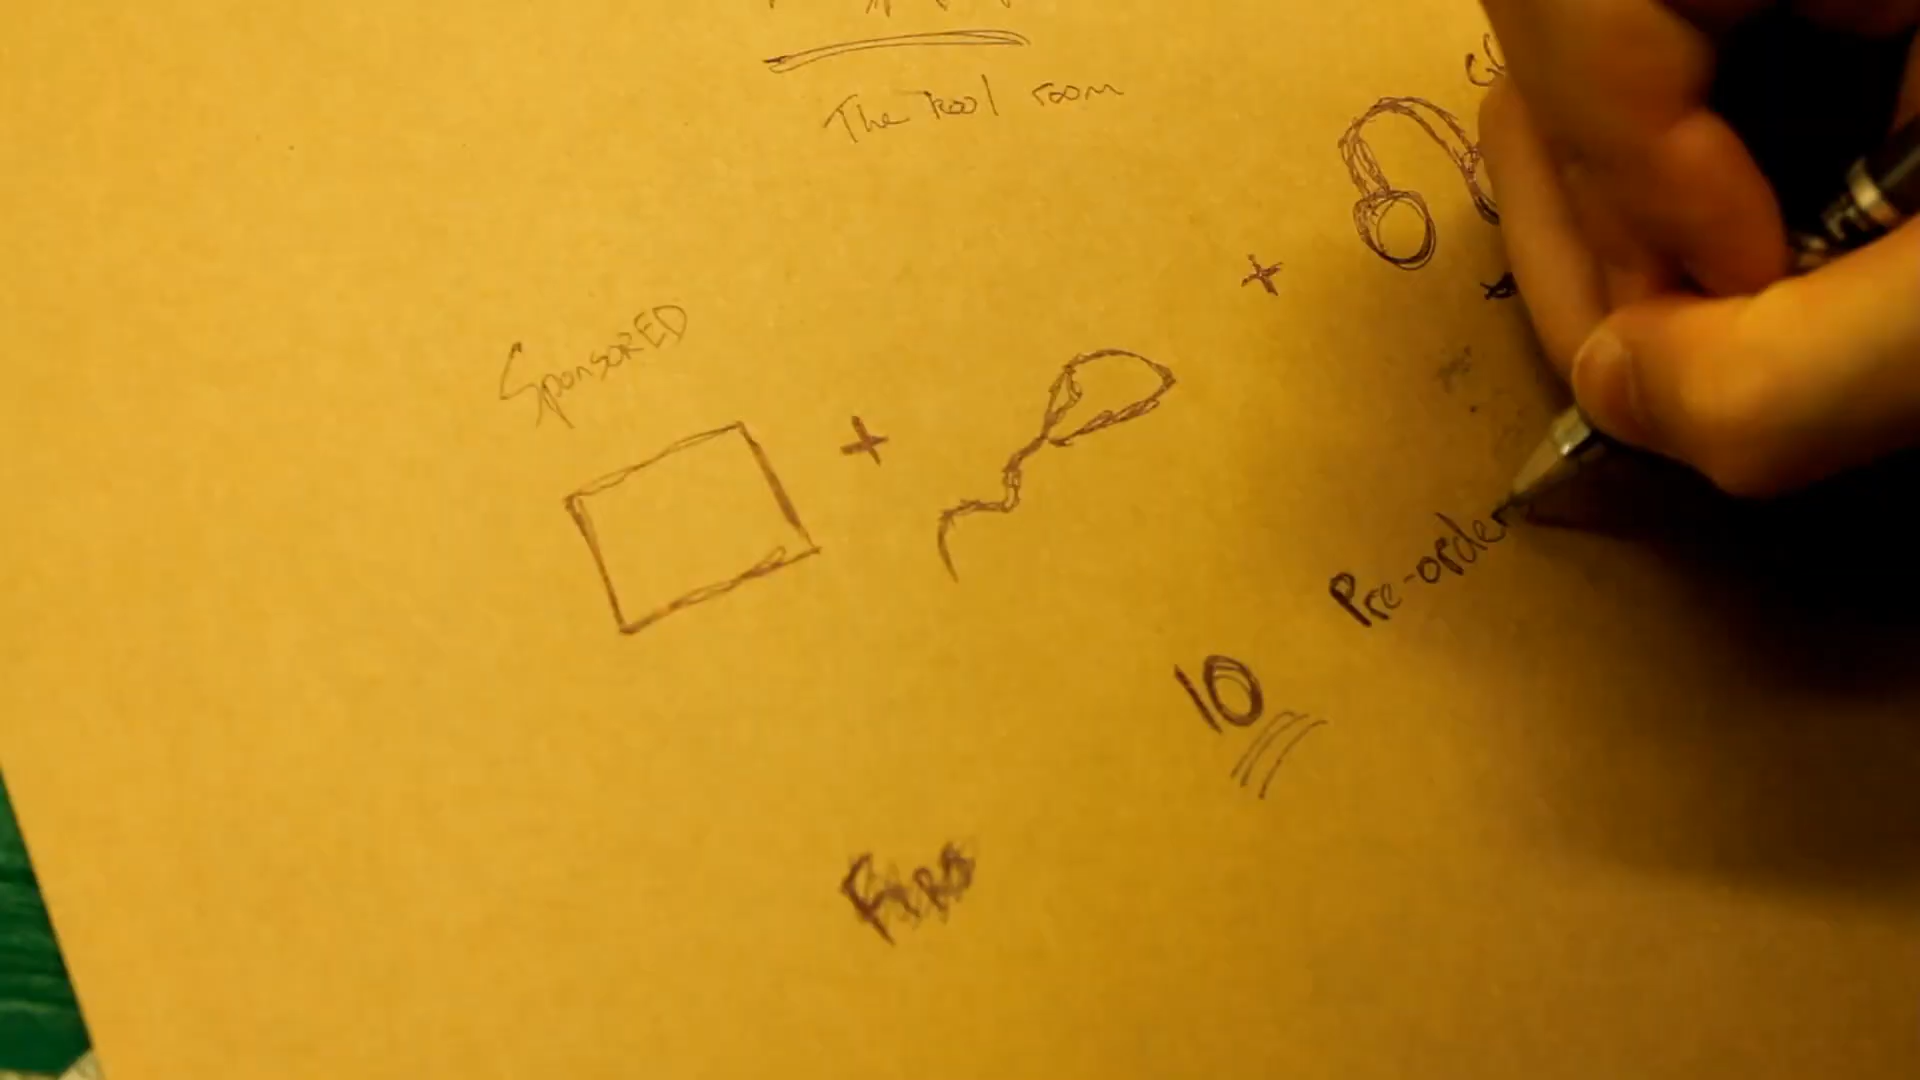 The Tool room
SponsoRED
+
+
Pre-order
10